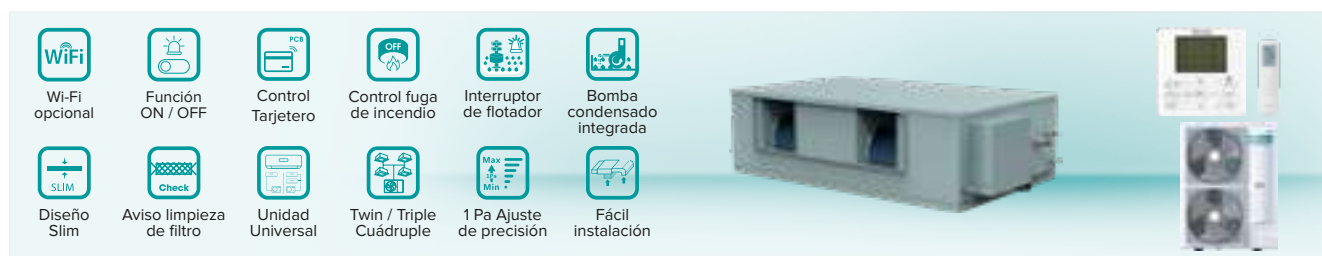 WiFi
Wi-Fi
opcional
Función
ON / OFF
PCB
Control
Tarjetero
OFF
Control fuga
de incendio
Interruptor
de flotador
Bomba
condensado
integrada
SLIM
Diseño
Slim
Check
Aviso limpieza
de filtro
Unidad
Universal
Twin / Triple
Cuádruple
Max
Min
1 Pa Ajuste
de precisión
Fácil
instalación